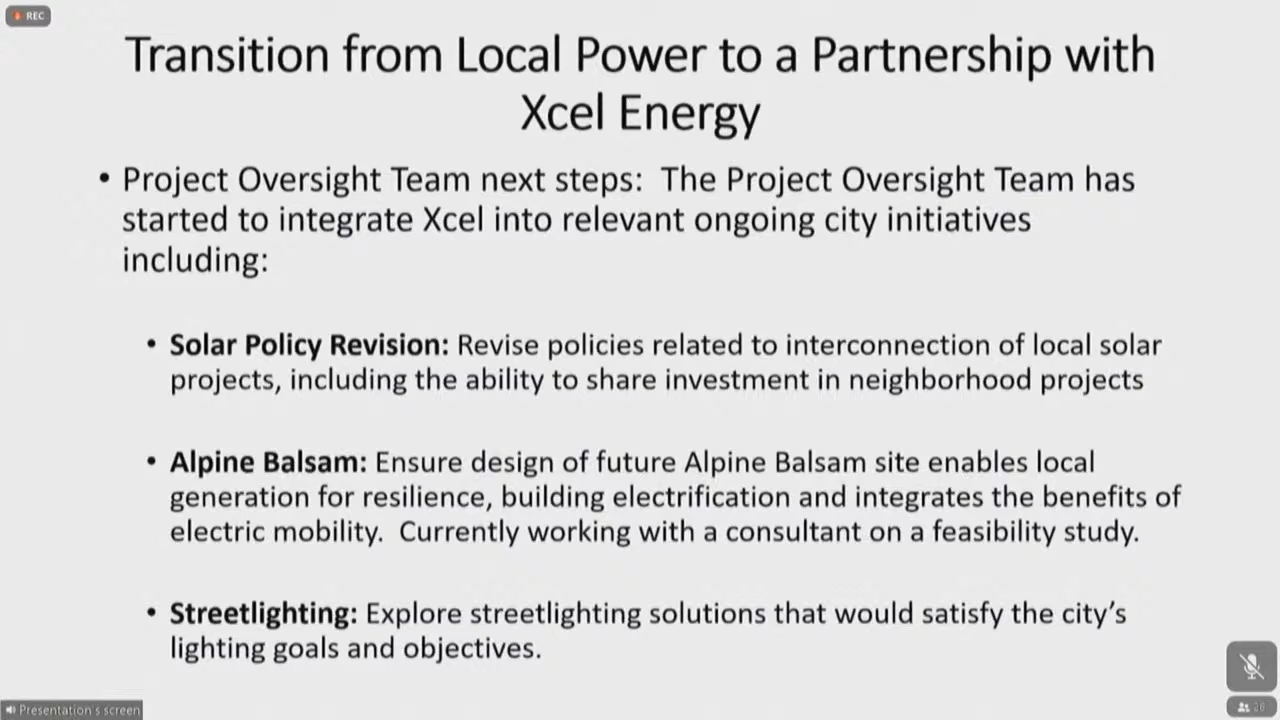 REC
Transition from Local Power to a Partnership with
Xcel Energy
• Project Oversight Team next steps:  The Project Oversight Team has
started to integrate Xcel into relevant ongoing city initiatives
including:
• Solar Policy Revision: Revise policies related to interconnection of local solar
projects, including the ability to share investment in neighborhood projects
• Alpine Balsam: Ensure design of future Alpine Balsam site enables local
generation for resilience, building electrification and integrates the benefits of
electric mobility.  Currently working with a consultant on a feasibility study.
• Streetlighting: Explore streetlighting solutions that would satisfy the city’s
lighting goals and objectives.
Presentation's screen